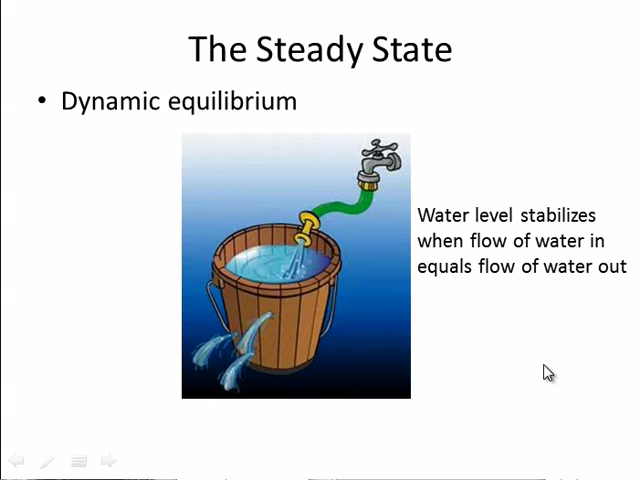 The Steady State
• Dynamic equilibrium
Water level stabilizes
when flow of water in
equals flow of water out